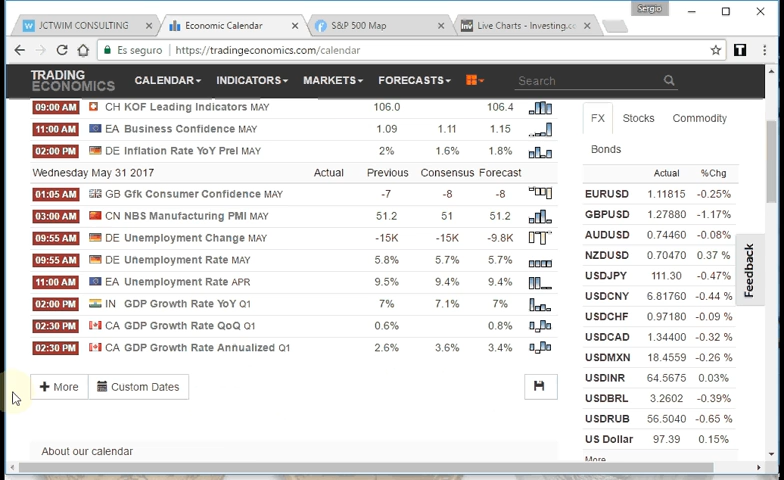 Sergio
JCTWIM CONSULTING
Economic Calendar
S&P 500 Map
Live Charts - Investing.co
Es seguro https://tradingeconomics.com/calendar
TRADING ECONOMICS
CALENDAR INDICATORS MARKETS FORECASTS Search
09:00 AM CH KOF Leading Indicators MAY 106.0 106.4
11:00 AM EA Business Confidence MAY 1.09 1.11 1.15
02:00 PM DE Inflation Rate YoY Prel MAY 2% 1.6% 1.8%
Wednesday May 31 2017 Actual Previous Consensus Forecast
01:05 AM GB Gfk Consumer Confidence MAY -7 -8 -8
03:00 AM CN NBS Manufacturing PMI MAY 51.2 51 51.2
09:55 AM DE Unemployment Change MAY -15K -15K -9.8K
09:55 AM DE Unemployment Rate MAY 5.8% 5.7% 5.7%
11:00 AM EA Unemployment Rate APR 9.5% 9.4% 9.4%
02:00 PM IN GDP Growth Rate YoY Q1 7% 7.1% 7%
02:30 PM CA GDP Growth Rate QoQ Q1 0.6% 0.8%
02:30 PM CA GDP Growth Rate Annualized Q1 2.6% 3.6% 3.4%
+ More Custom Dates
About our calendar
FX Stocks Commodity
Bonds
Actual %Chg
EURUSD 1.11815 -0.25%
GBPUSD 1.27880 -1.17%
AUDUSD 0.74460 -0.08%
NZDUSD 0.70470 0.37 %
USDJPY 111.30 -0.47%
USDCNY 6.81760 -0.44 %
USDCHF 0.97180 -0.09 %
USDCAD 1.34400 -0.32 %
USDMXN 18.4559 -0.26 %
USDINR 64.5675 0.03%
USDBRL 3.2602 -0.39%
USDRUB 56.5040 -0.65 %
US Dollar 97.39 0.15%
More
Feedback